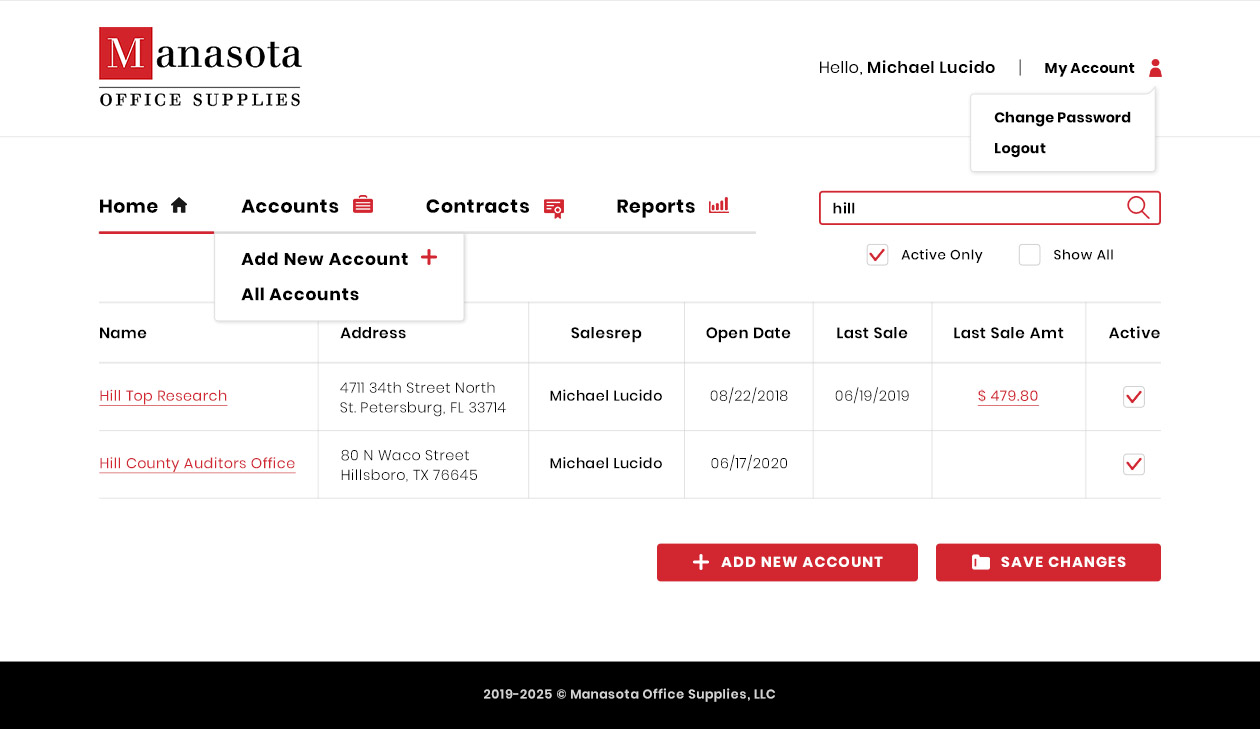 Manasota
OFFICE SUPPLIES
Hello, Michael Lucido | My Account
Change Password
Logout
Home Accounts Contracts Reports
hill
Active Only Show All
Add New Account
All Accounts
Name Address Salesrep Open Date Last Sale Last Sale Amt Active
Hill Top Research
4711 34th Street North
St. Petersburg, FL 33714
Michael Lucido 08/22/2018 06/19/2019 $ 479.80
Hill County Auditors Office
80 N Waco Street
Hillsboro, TX 76645
Michael Lucido 06/17/2020
ADD NEW ACCOUNT SAVE CHANGES
2019-2025 © Manasota Office Supplies, LLC